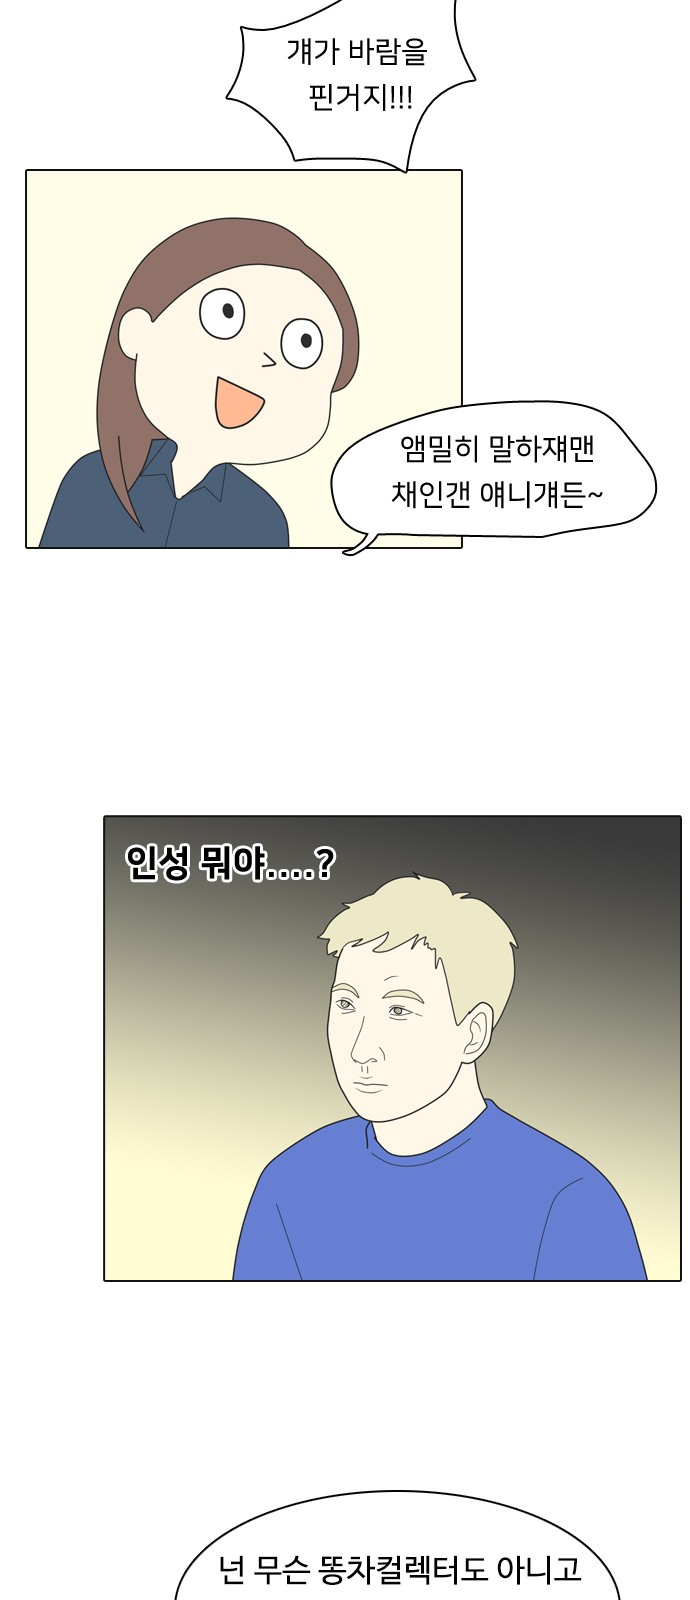 걔가 바람을
핀거지!!!
앰밀히 말하쟤맨
채인갠 얘니걔든~
인성 뭐야....?
넌 무슨 똥차컬렉터도 아니고